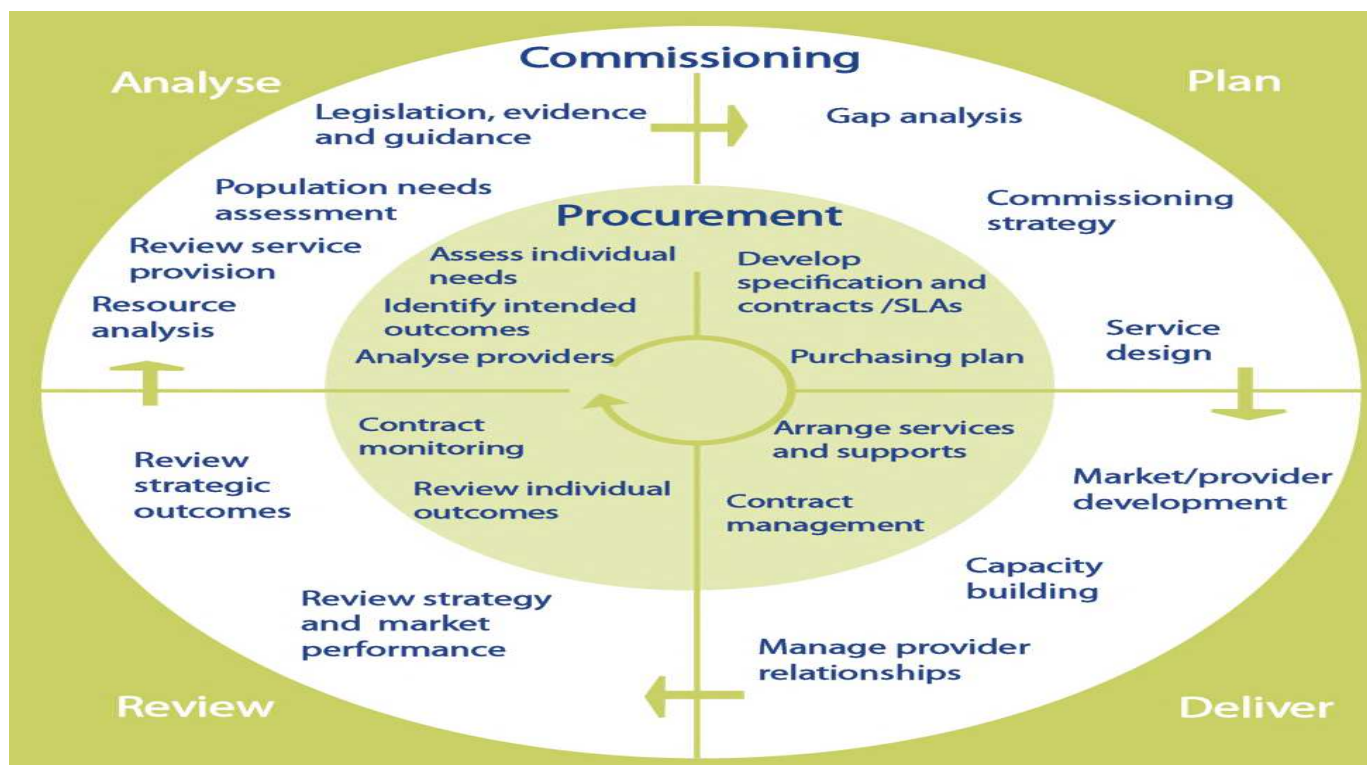 Commissioning
Analyse
Plan
Legislation, evidence
and guidance
Gap analysis
Population needs
assessment
Commissioning
strategy
Review service
provision
Resource
analysis
Service
design
Procurement
Assess individual
needs
Develop
specification and
contracts /SLAs
Identify intended
outcomes
Analyse providers
Purchasing plan
Contract
monitoring
Arrange services
and supports
Review individual
outcomes
Contract
management
Review
strategic
outcomes
Market/provider
development
Capacity
building
Review strategy
and market
performance
Manage provider
relationships
Review
Deliver